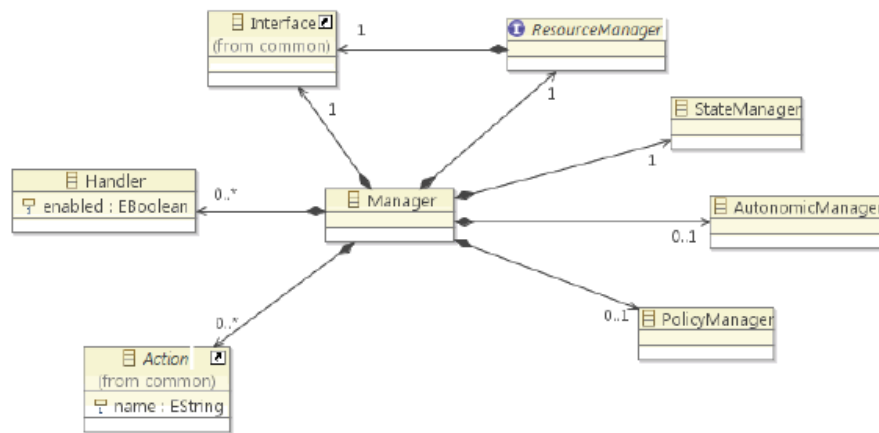 Interface
(from common)
1
ResourceManager
1
1
StateManager
1
Handler
enabled : EBoolean
0..*
Manager
AutonomicManager
0..1
0..*
0..1
PolicyManager
Action
(from common)
name : EString